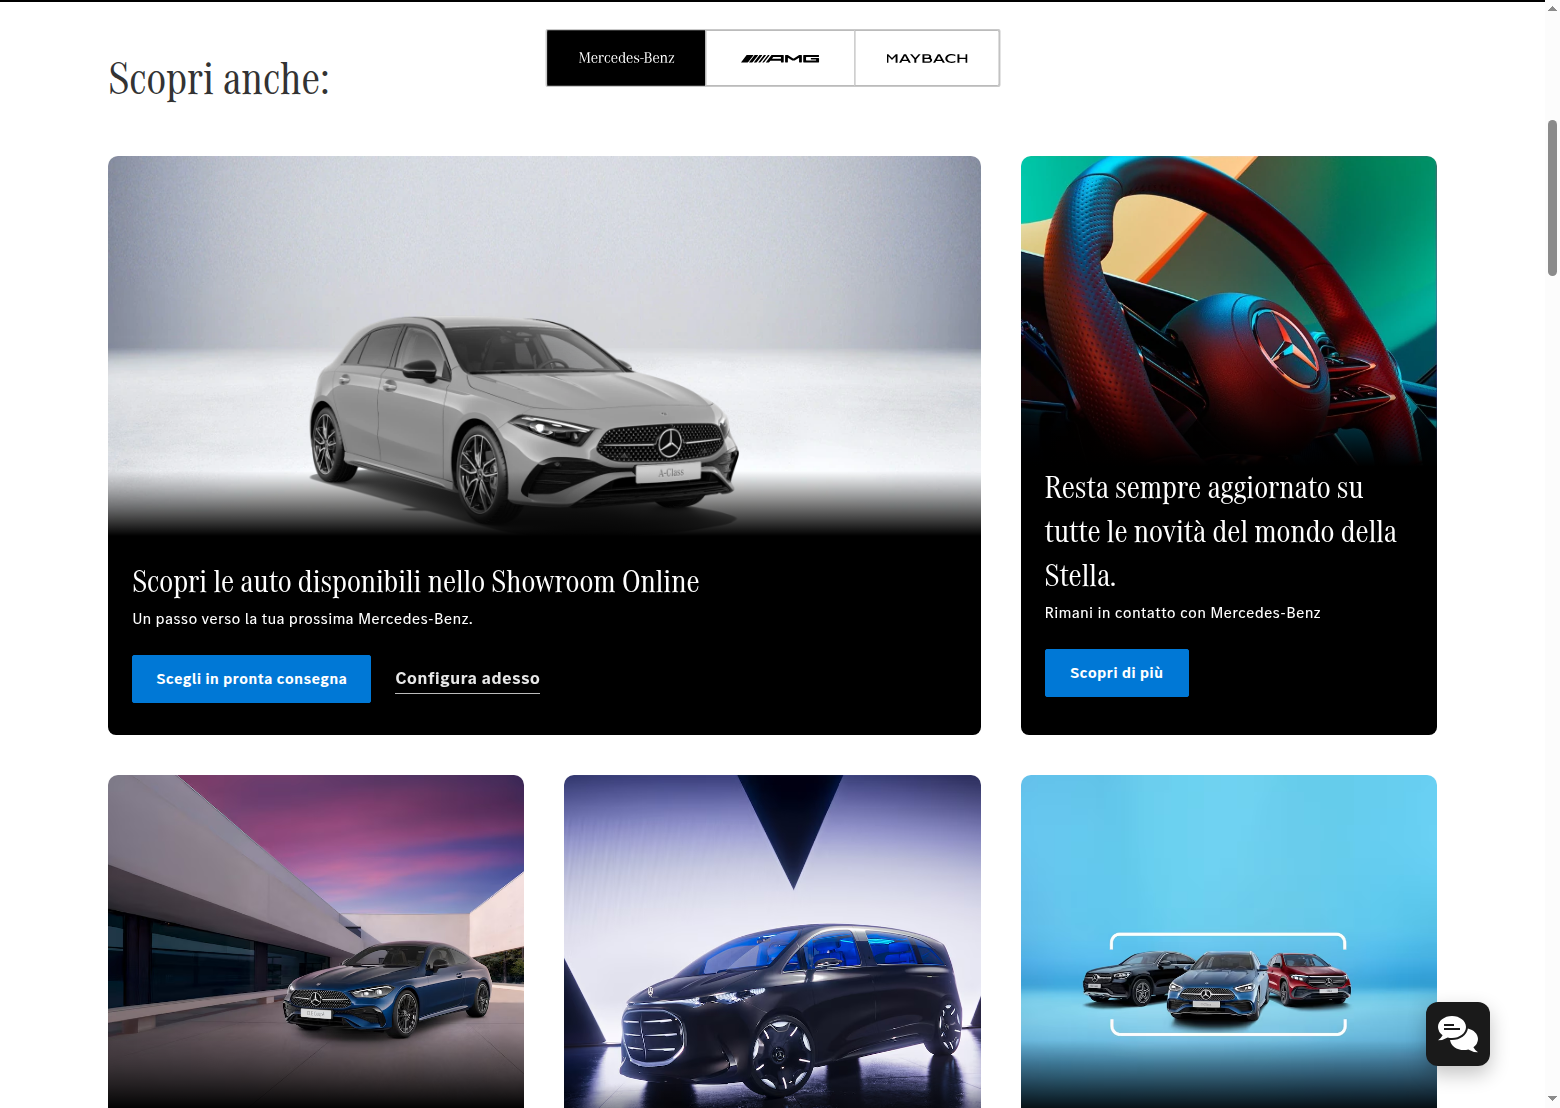 Scopri anche:
Mercedes-Benz
AMG
MAYBACH
A-Class
Scopri le auto disponibili nello Showroom Online
Un passo verso la tua prossima Mercedes-Benz.
Scegli in pronta consegna
Configura adesso
Resta sempre aggiornato su
tutte le novità del mondo della
Stella.
Rimani in contatto con Mercedes-Benz
Scopri di più